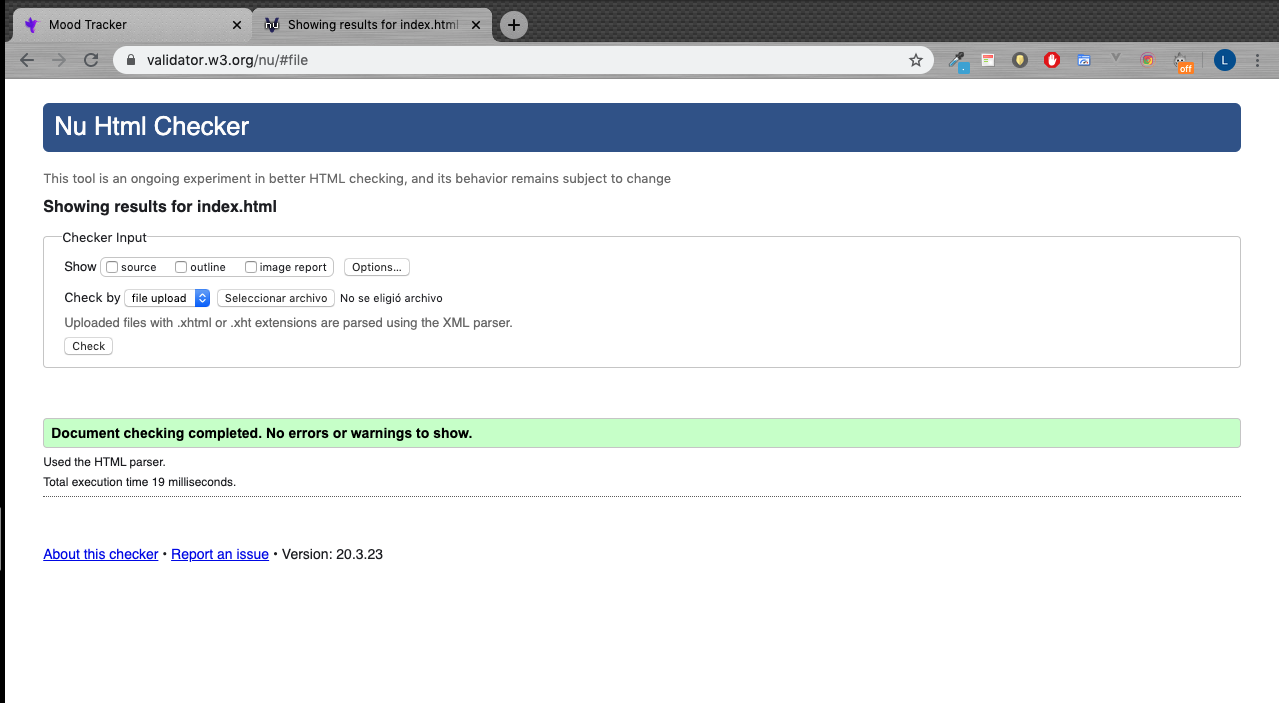 Mood Tracker
nu Showing results for index.html
validator.w3.org/nu/#file
off
L
Nu Html Checker
This tool is an ongoing experiment in better HTML checking, and its behavior remains subject to change
Showing results for index.html
Checker Input
Show source outline image report Options...
Check by file upload Seleccionar archivo No se eligió archivo
Uploaded files with .xhtml or .xht extensions are parsed using the XML parser.
Check
Document checking completed. No errors or warnings to show.
Used the HTML parser.
Total execution time 19 milliseconds.
About this checker • Report an issue • Version: 20.3.23